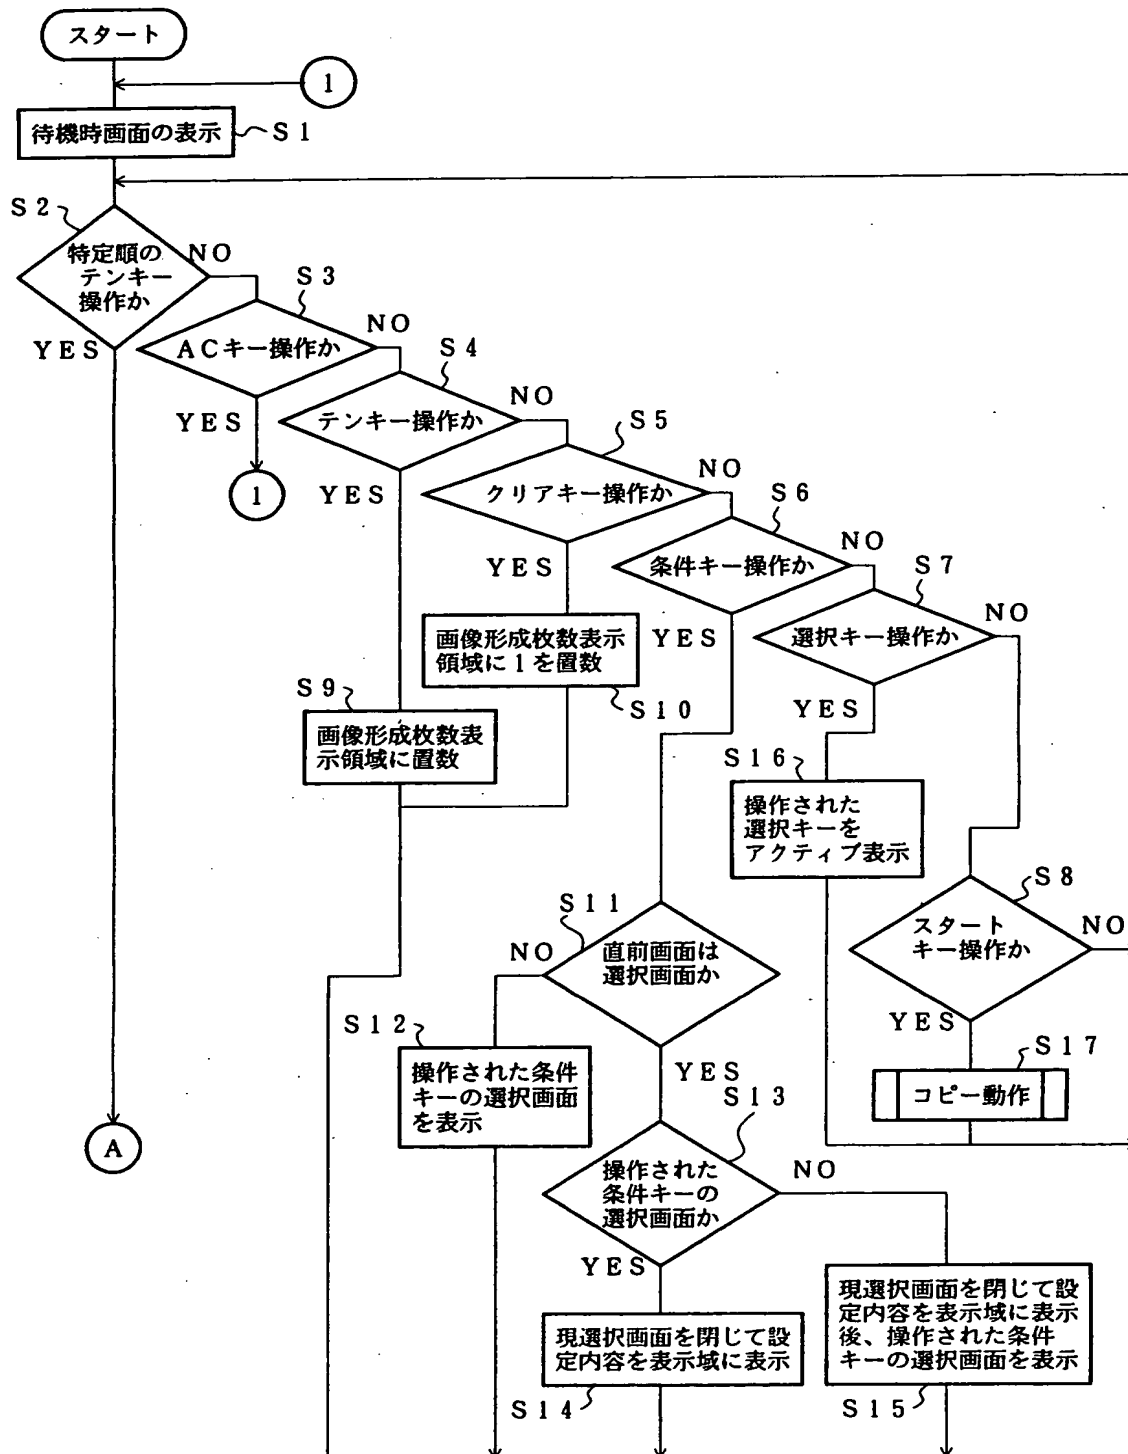 スタート
1
待機時画面の表示
S1
S2
特定順の
テンキー
操作か
NO
YES
S3
ACキー操作か
NO
YES
1
S4
テンキー操作か
NO
YES
S5
クリアキー操作か
NO
YES
S6
条件キー操作か
NO
YES
S7
選択キー操作か
NO
YES
画像形成枚数表示
領域に1を置数
S10
S9
画像形成枚数表
示領域に置数
S16
操作された
選択キーを
アクティブ表示
S8
スタート
キー操作か
NO
YES
S11
直前画面は
選択画面か
NO
YES
S12
操作された条件
キーの選択画面
を表示
S17
コピー動作
A
S13
操作された
条件キーの
選択画面か
NO
YES
現選択画面を閉じて設
定内容を表示域に表示
S14
現選択画面を閉じて設
定内容を表示域に表示
後、操作された条件
キーの選択画面を表示
S15